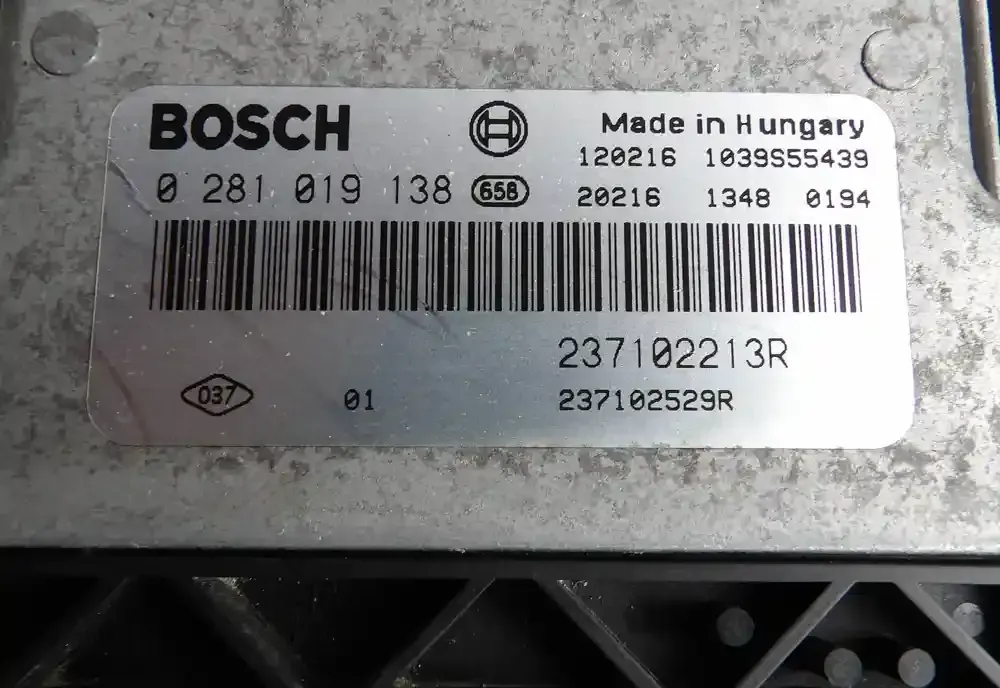 BOSCH
Made in Hungary
120216 1039S55439
0 281 019 138 658
20216 1348 0194
237102213R
037 01 237102529R